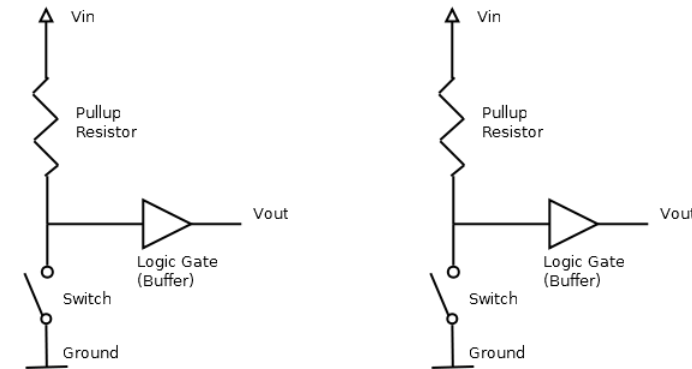 Vin
Pullup
Resistor
Vout
Logic Gate
(Buffer)
Switch
Ground
Vin
Pullup
Resistor
Vout
Logic Gate
(Buffer)
Switch
Ground